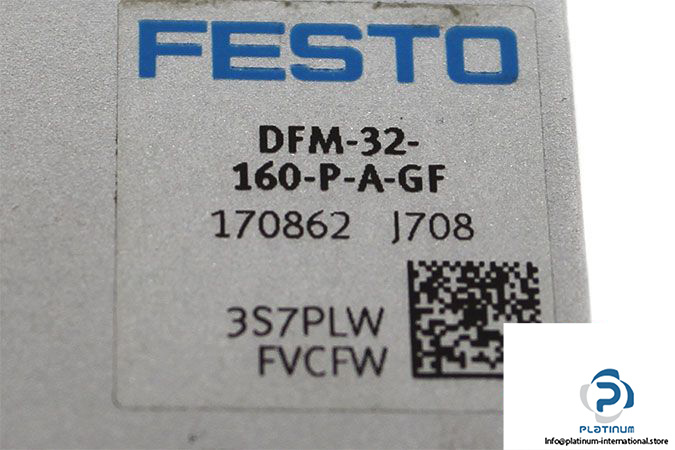 FESTO
DFM-32-
160-P-A-GF
170862 J708
3S7PLW
FVCFW
PLATINUM
Info@platinum-international.store